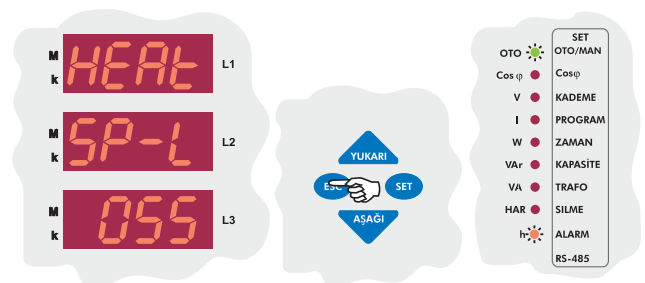 M
k
HEAt
L1
M
k
SP-L
L2
M
k
055
L3
YUKARI
ESC
SET
AŞAĞI
SET
OTO OTO/MAN
Cos φ Cosφ
V KADEME
I PROGRAM
W ZAMAN
VAr KAPASİTE
VA TRAFO
HAR SİLME
h ALARM
RS-485